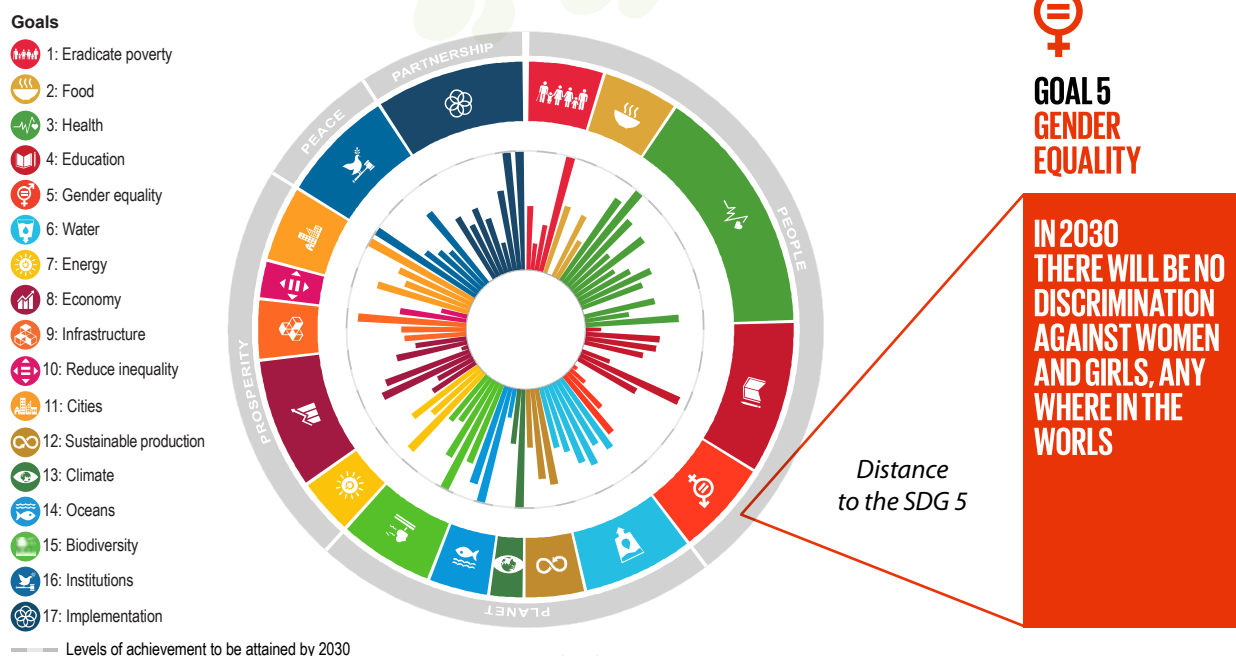 Goals
1: Eradicate poverty
2: Food
3: Health
4: Education
5: Gender equality
6: Water
7: Energy
8: Economy
9: Infrastructure
10: Reduce inequality
11: Cities
12: Sustainable production
13: Climate
14: Oceans
15: Biodiversity
16: Institutions
17: Implementation
Levels of achievement to be attained by 2030
PARTNERSHIP
PEACE
PEOPLE
PROSPERITY
PLANET
Distance
to the SDG 5
GOAL 5
GENDER
EQUALITY
IN 2030
THERE WILL BE NO
DISCRIMINATION
AGAINST WOMEN
AND GIRLS, ANY
WHERE IN THE
WORLS